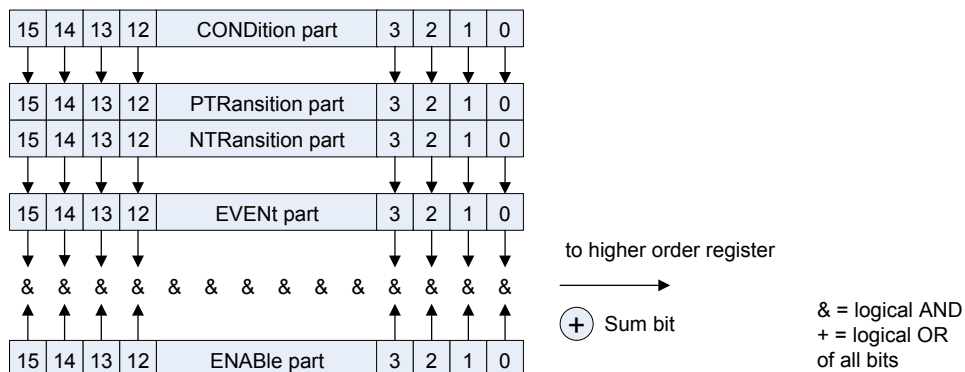 15 14 13 12 CONDition part 3 2 1 0
15 14 13 12 PTRansition part 3 2 1 0
15 14 13 12 NTRansition part 3 2 1 0
15 14 13 12 EVENt part 3 2 1 0
to higher order register
& & & & & & & & & & & & & &
+ Sum bit
& = logical AND
+ = logical OR
of all bits
15 14 13 12 ENABle part 3 2 1 0